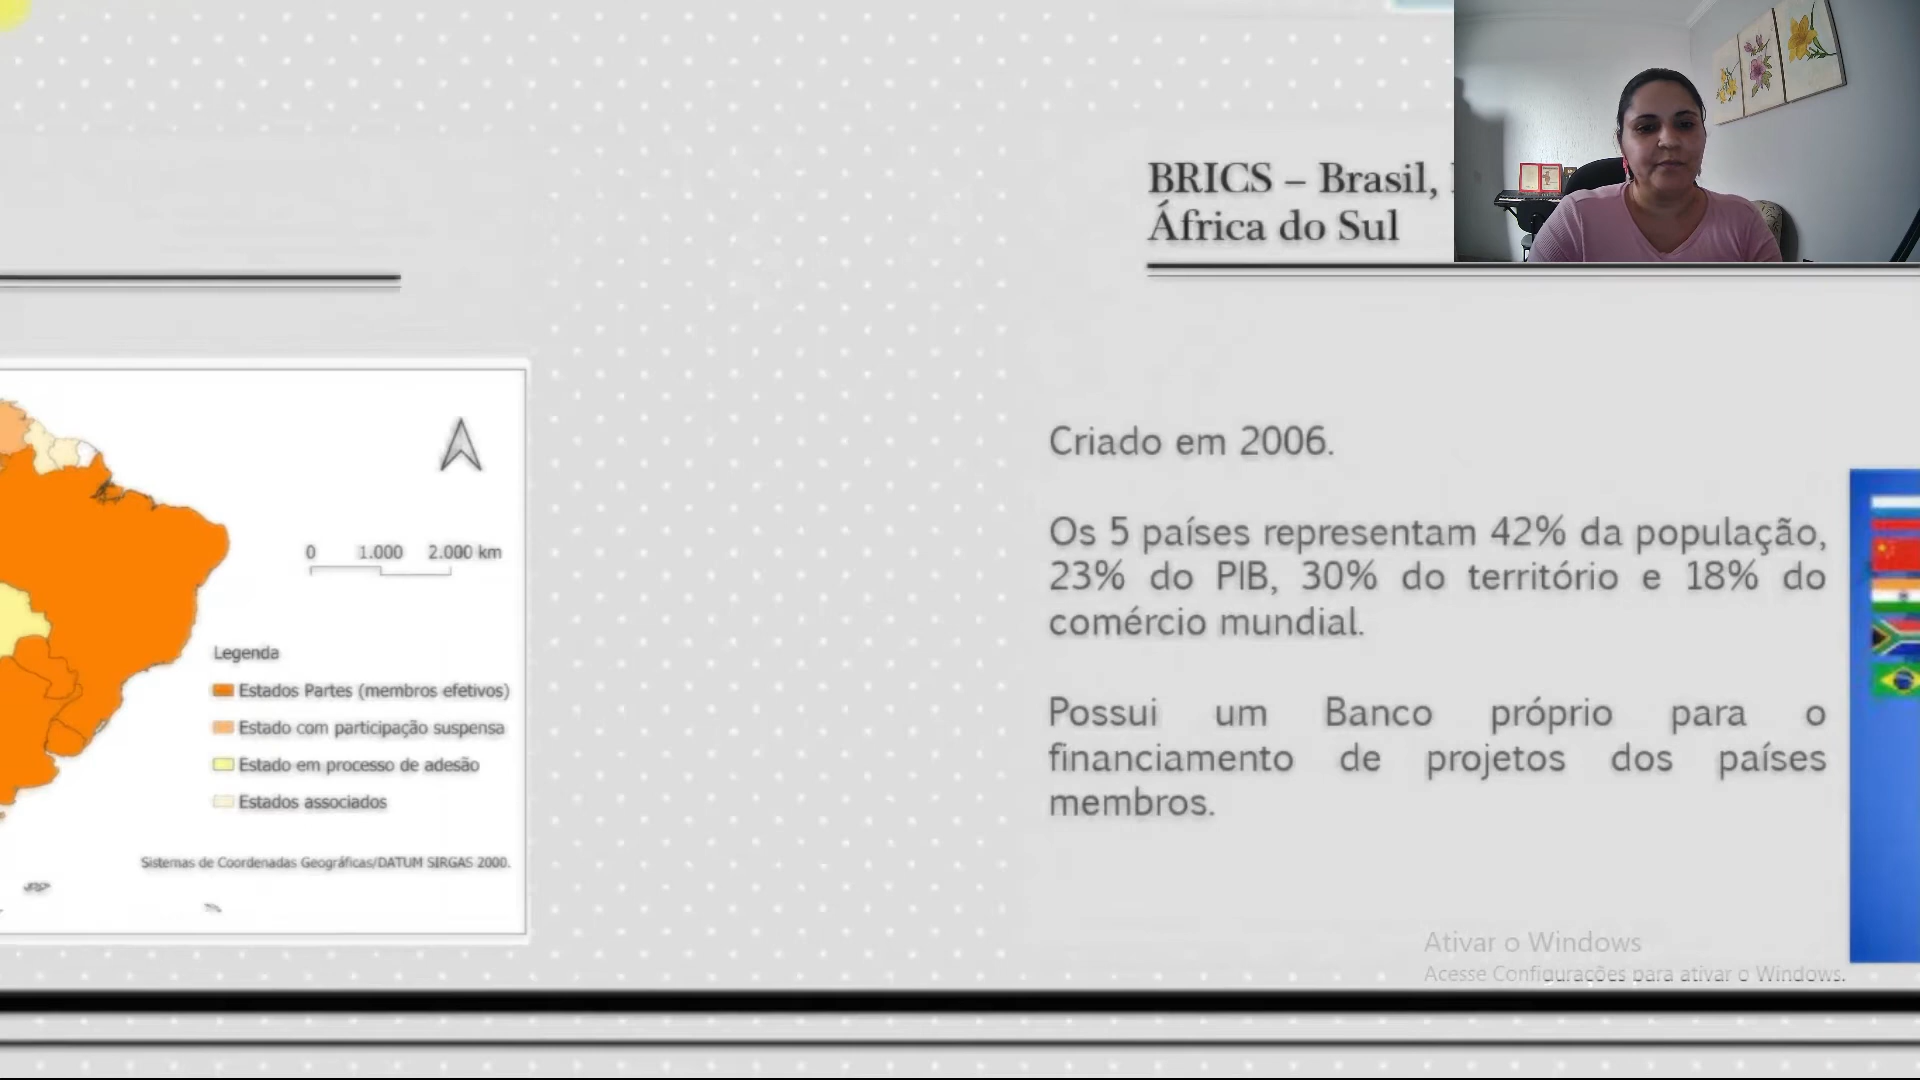 BRICS – Brasil,
África do Sul
Criado em 2006.
Os 5 países representam 42% da população,
23% do PIB, 30% do território e 18% do
comércio mundial.
Possui um Banco próprio para o
financiamento de projetos dos países
membros.
0 1.000 2.000 km
Legenda
Estados Partes (membros efetivos)
Estado com participação suspensa
Estado em processo de adesão
Estados associados
Sistemas de Coordenadas Geográficas/DATUM SIRGAS 2000.
Ativar o Windows
Acesse Configurações para ativar o Windows.